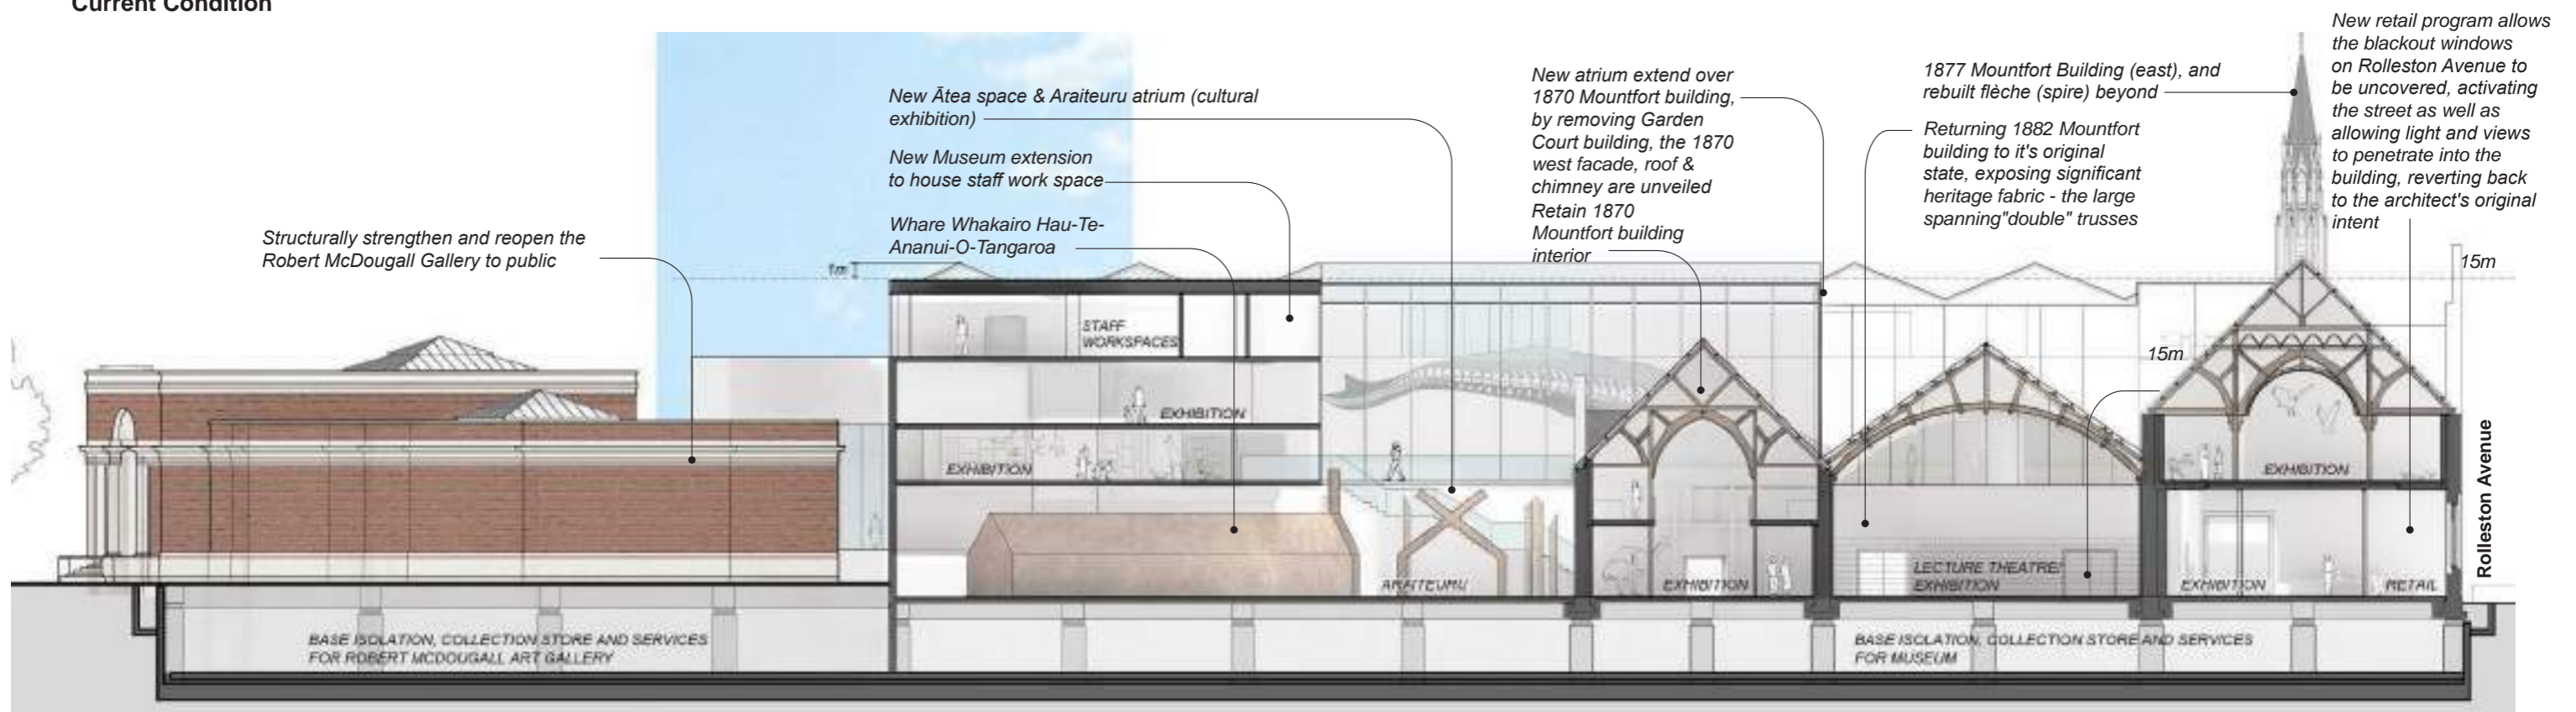 Current Condition
New retail program allows
the blackout windows
on Rolleston Avenue to
be uncovered, activating
the street as well as
allowing light and views
to penetrate into the
building, reverting back
to the architect's original
intent
New Ātea space & Araiteuru atrium (cultural
exhibition)
New Museum extension
to house staff work space
Whare Whakairo Hau-Te-
Ananui-O-Tangaroa
New atrium extend over
1870 Mountfort building,
by removing Garden
Court building, the 1870
west facade, roof &
chimney are unveiled
Retain 1870
Mountfort building
interior
1877 Mountfort Building (east), and
rebuilt flèche (spire) beyond
Returning 1882 Mountfort
building to it's original
state, exposing significant
heritage fabric - the large
spanning"double" trusses
Structurally strengthen and reopen the
Robert McDougall Gallery to public
1m
15m
15m
STAFF
WORKSPACES
EXHIBITION
EXHIBITION
EXHIBITION
Rolleston Avenue
ARAITEURU
EXHIBITION
LECTURE THEATRE/
EXHIBITION
EXHIBITION
RETAIL
BASE ISOLATION, COLLECTION STORE AND SERVICES
FOR ROBERT MCDOUGALL ART GALLERY
BASE ISOLATION, COLLECTION STORE AND SERVICES
FOR MUSEUM